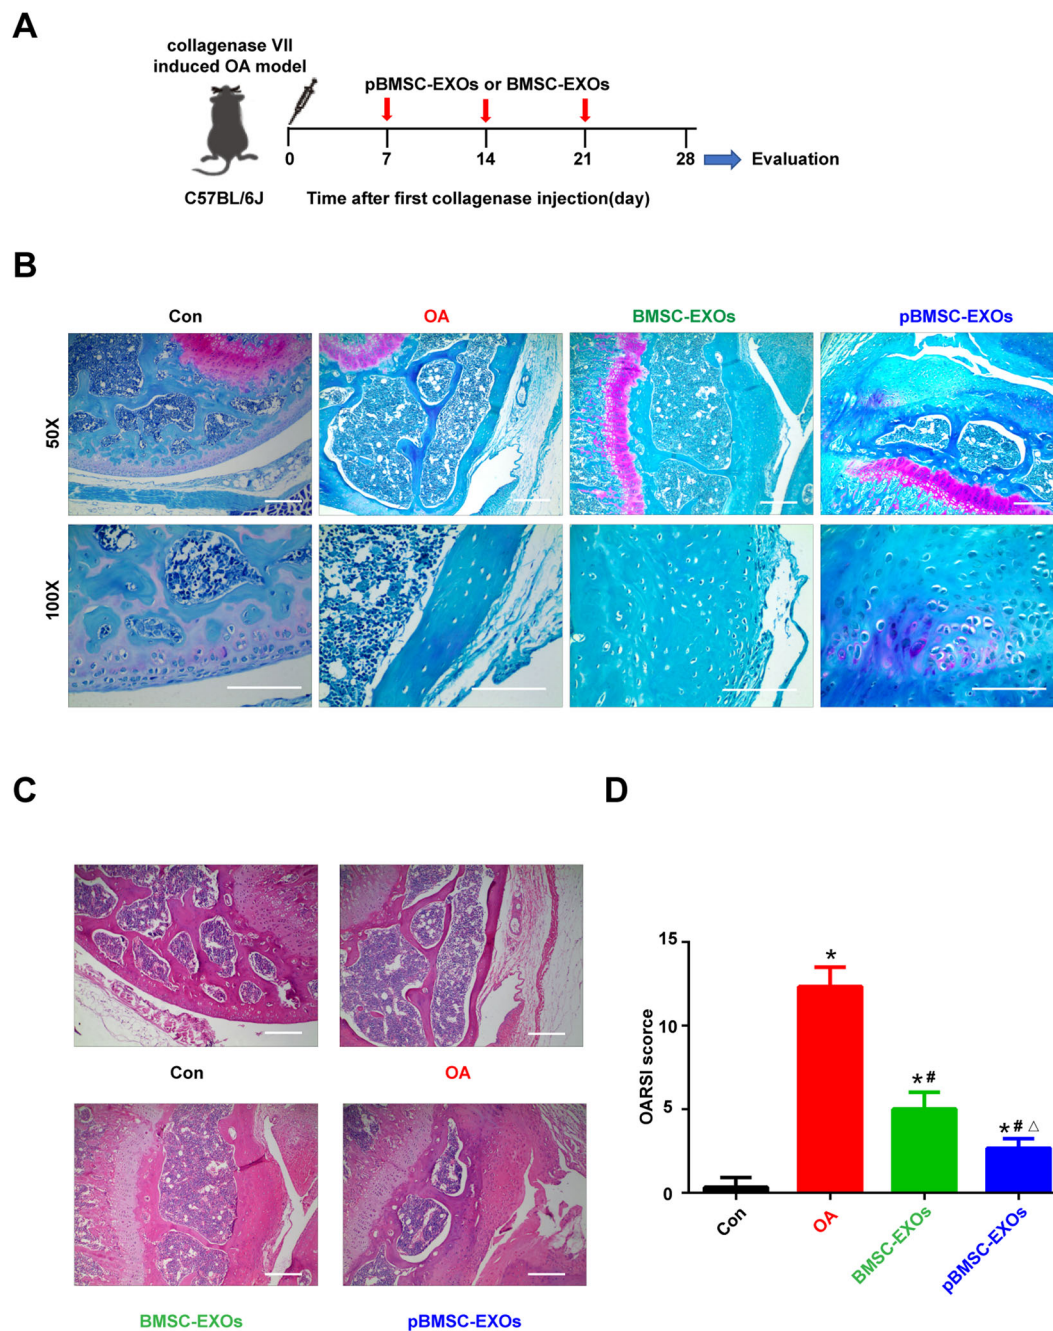 A
collagenase VII
induced OA model
pBMSC-EXOs or BMSC-EXOs
0 7 14 21 28
Evaluation
C57BL/6J
Time after first collagenase injection(day)
B
Con OA BMSC-EXOs pBMSC-EXOs
50X
100X
C
Con OA
BMSC-EXOs pBMSC-EXOs
D
OARSI scorce
15
10
5
0
*
*#
*#△
Con
OA
BMSC-EXOs
pBMSC-EXOs